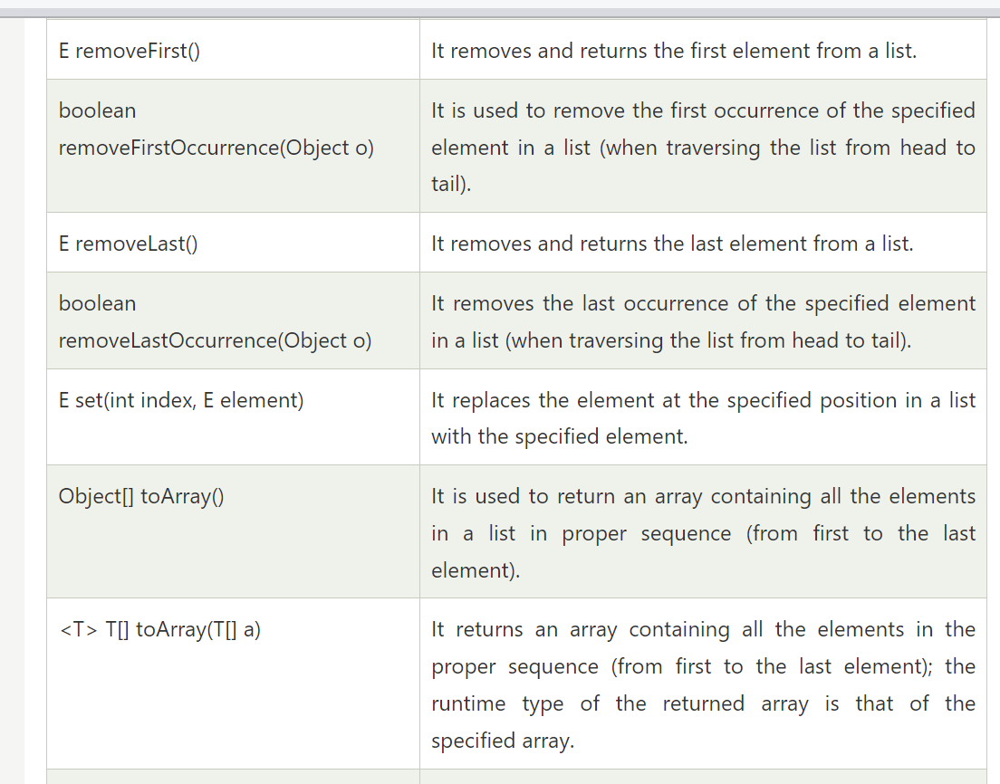 E removeFirst()
It removes and returns the first element from a list.
boolean
removeFirstOccurrence(Object o)
It is used to remove the first occurrence of the specified
element in a list (when traversing the list from head to
tail).
E removeLast()
It removes and returns the last element from a list.
boolean
removeLastOccurrence(Object o)
It removes the last occurrence of the specified element
in a list (when traversing the list from head to tail).
E set(int index, E element)
It replaces the element at the specified position in a list
with the specified element.
Object[] toArray()
It is used to return an array containing all the elements
in a list in proper sequence (from first to the last
element).
<T> T[] toArray(T[] a)
It returns an array containing all the elements in the
proper sequence (from first to the last element); the
runtime type of the returned array is that of the
specified array.